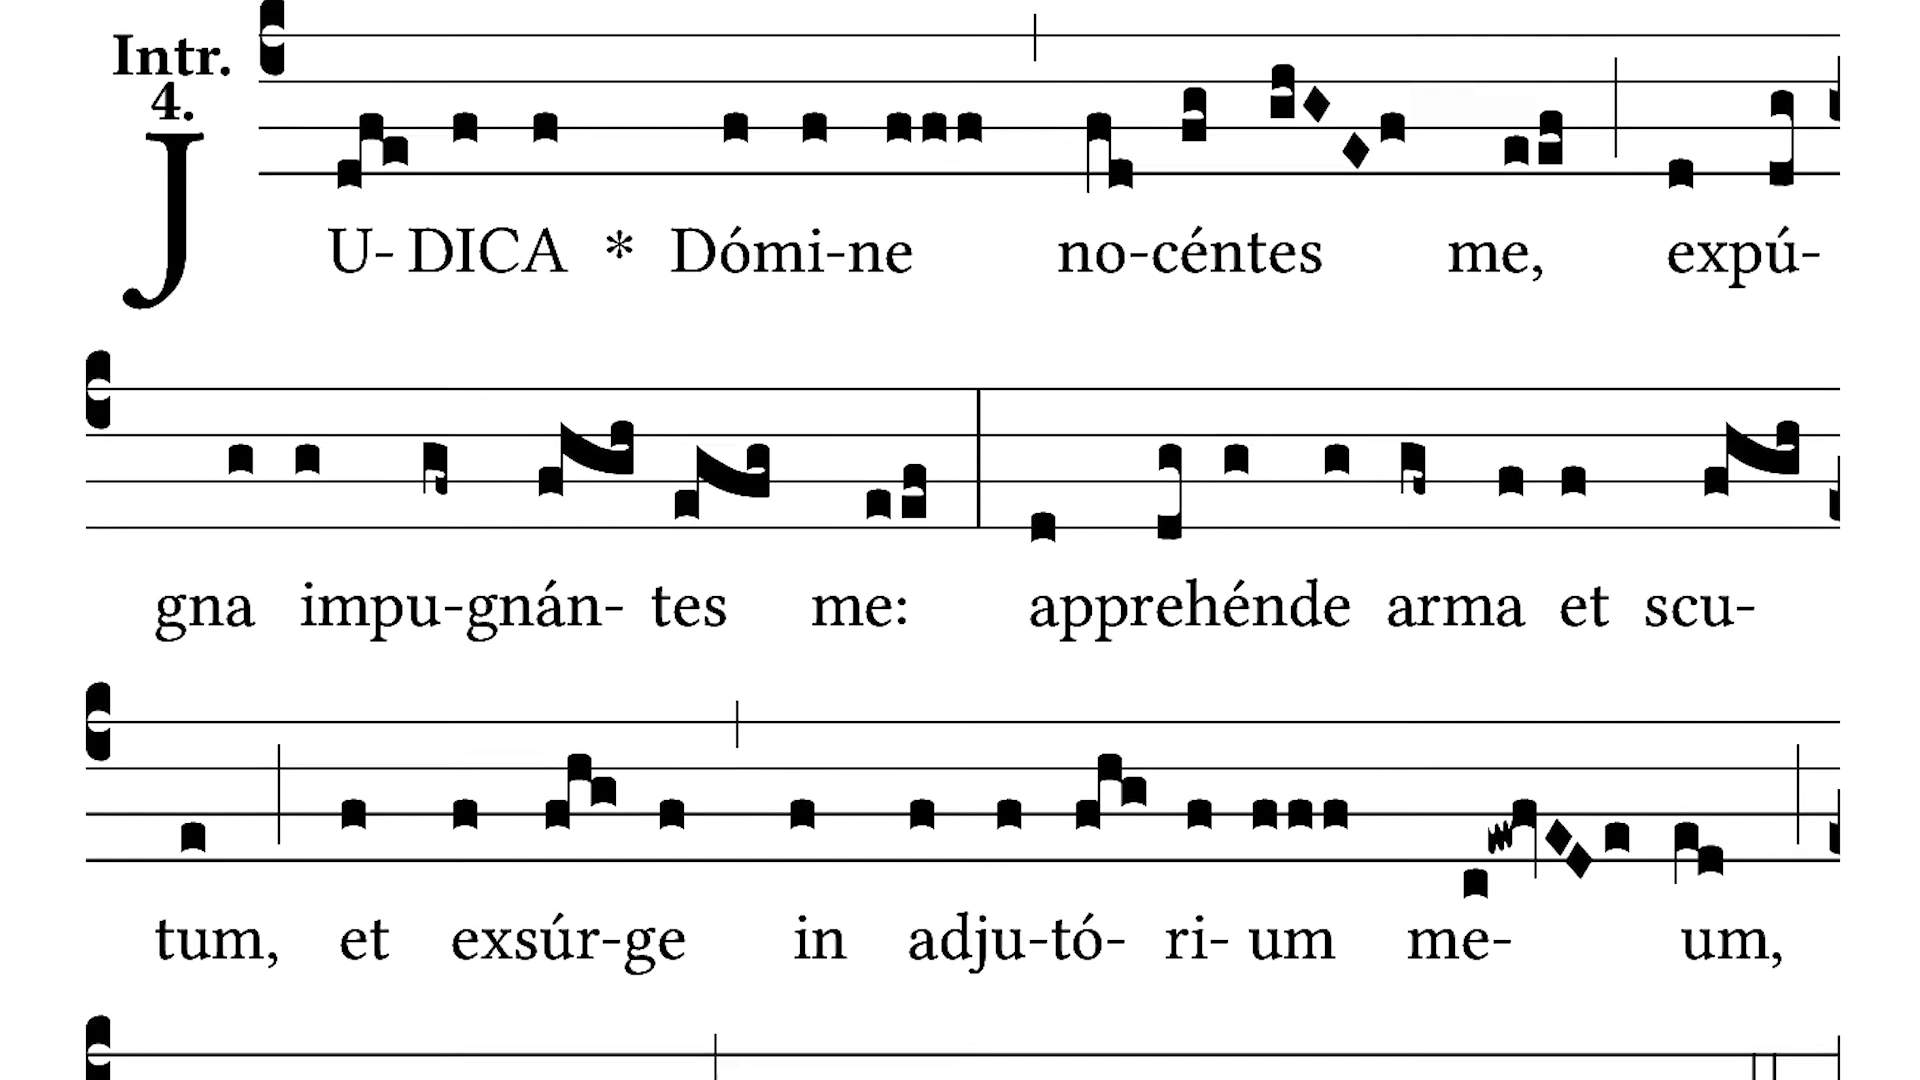 Intr.
4.
JU- DICA * Dómi-ne no-céntes me, expú-
gna impu-gnán- tes me: apprehénde arma et scu-
tum, et exsúr-ge in adju-tó- ri- um me- um,